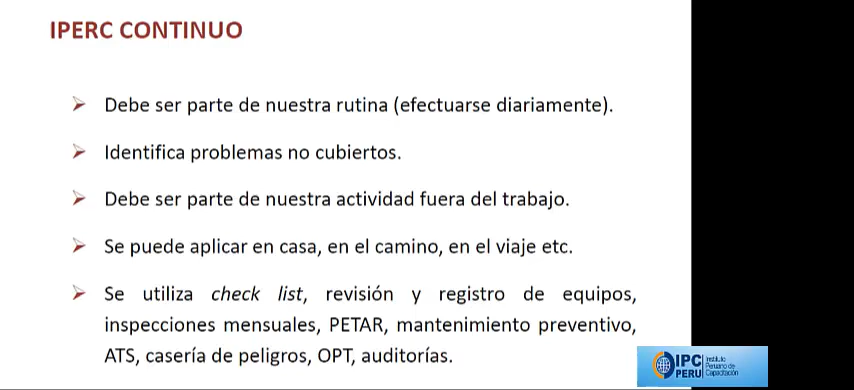 IPERC CONTINUO
Debe ser parte de nuestra rutina (efectuarse diariamente).
Identifica problemas no cubiertos.
Debe ser parte de nuestra actividad fuera del trabajo.
Se puede aplicar en casa, en el camino, en el viaje etc.
Se utiliza check list, revisión y registro de equipos,
inspecciones mensuales, PETAR, mantenimiento preventivo,
ATS, casería de peligros, OPT, auditorías.
IPC
PERU
Instituto
Peruano de
Capacitación